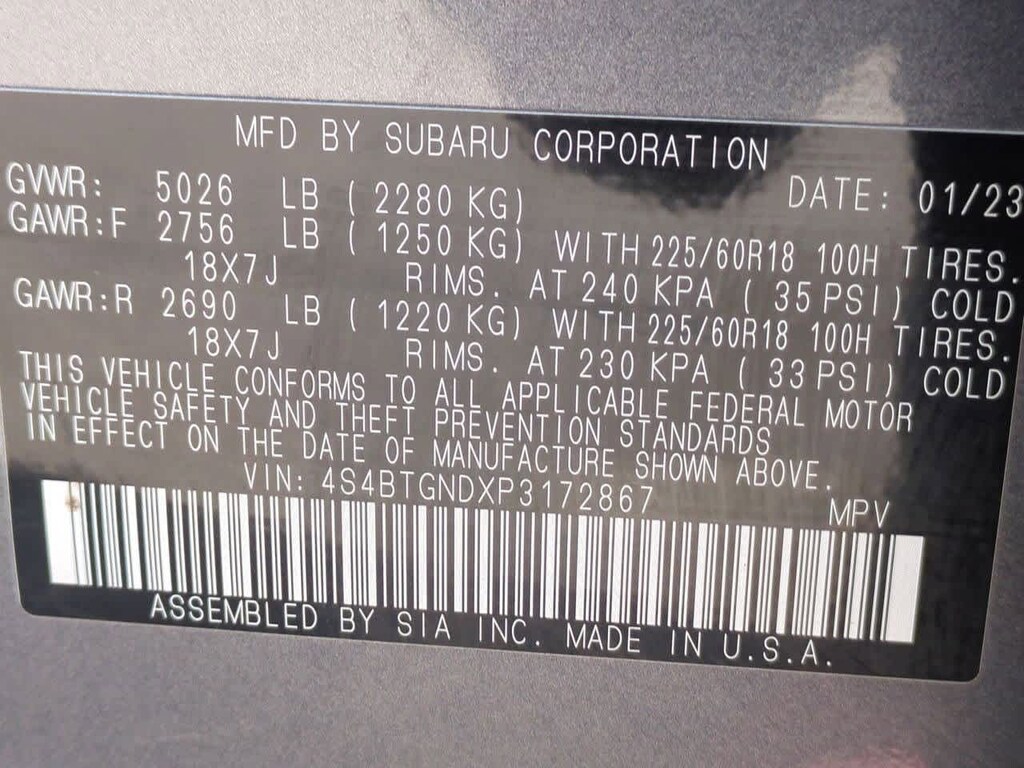 MFD BY SUBARU CORPORATION
GVWR: 5026 LB ( 2280 KG) DATE: 01/23
GAWR:F 2756 LB ( 1250 KG) WITH 225/60R18 100H TIRES.
18X7J RIMS. AT 240 KPA ( 35 PSI) COLD
GAWR:R 2690 LB ( 1220 KG) WITH 225/60R18 100H TIRES.
18X7J RIMS. AT 230 KPA ( 33 PSI) COLD
THIS VEHICLE CONFORMS TO ALL APPLICABLE FEDERAL MOTOR
VEHICLE SAFETY AND THEFT PREVENTION STANDARDS
IN EFFECT ON THE DATE OF MANUFACTURE SHOWN ABOVE.
VIN: 4S4BTGNDXP3172867 MPV
ASSEMBLED BY SIA INC. MADE IN U.S.A.